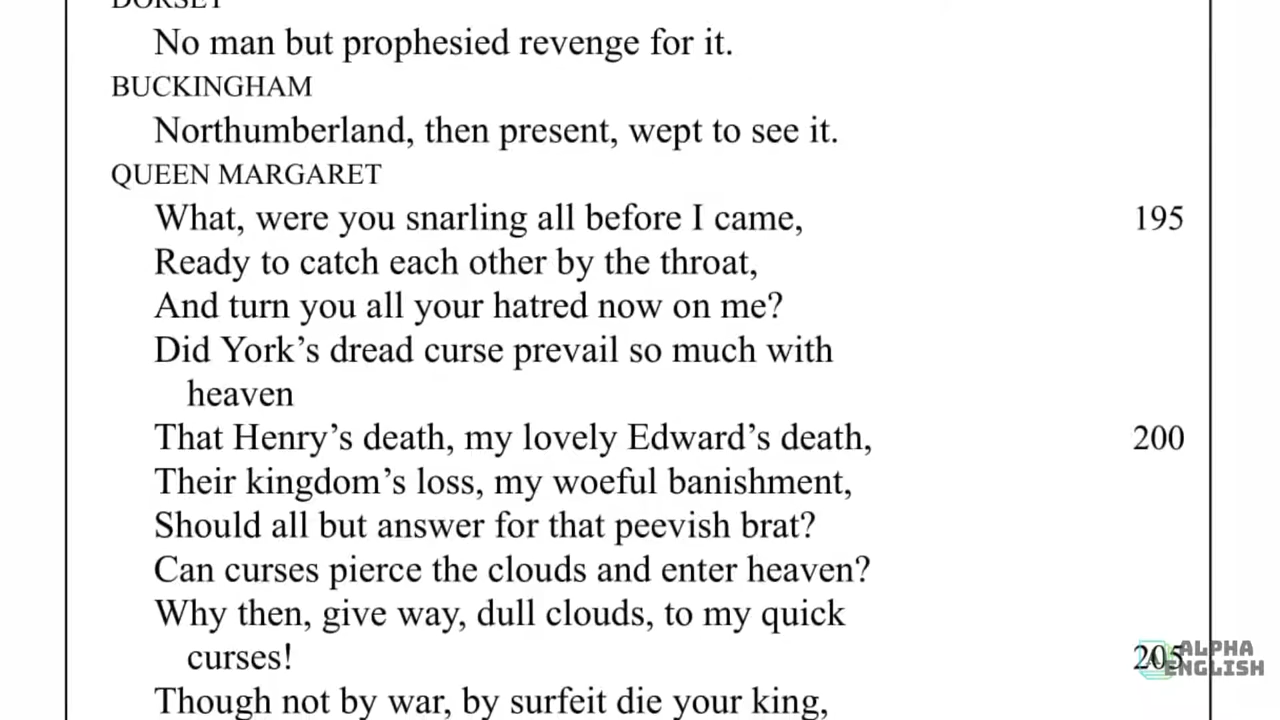 DORSET
No man but prophesied revenge for it.
BUCKINGHAM
Northumberland, then present, wept to see it.
QUEEN MARGARET
What, were you snarling all before I came, 195
Ready to catch each other by the throat,
And turn you all your hatred now on me?
Did York’s dread curse prevail so much with
heaven
That Henry’s death, my lovely Edward’s death, 200
Their kingdom’s loss, my woeful banishment,
Should all but answer for that peevish brat?
Can curses pierce the clouds and enter heaven?
Why then, give way, dull clouds, to my quick
curses! 205
Though not by war, by surfeit die your king,
ALPHA
ENGLISH